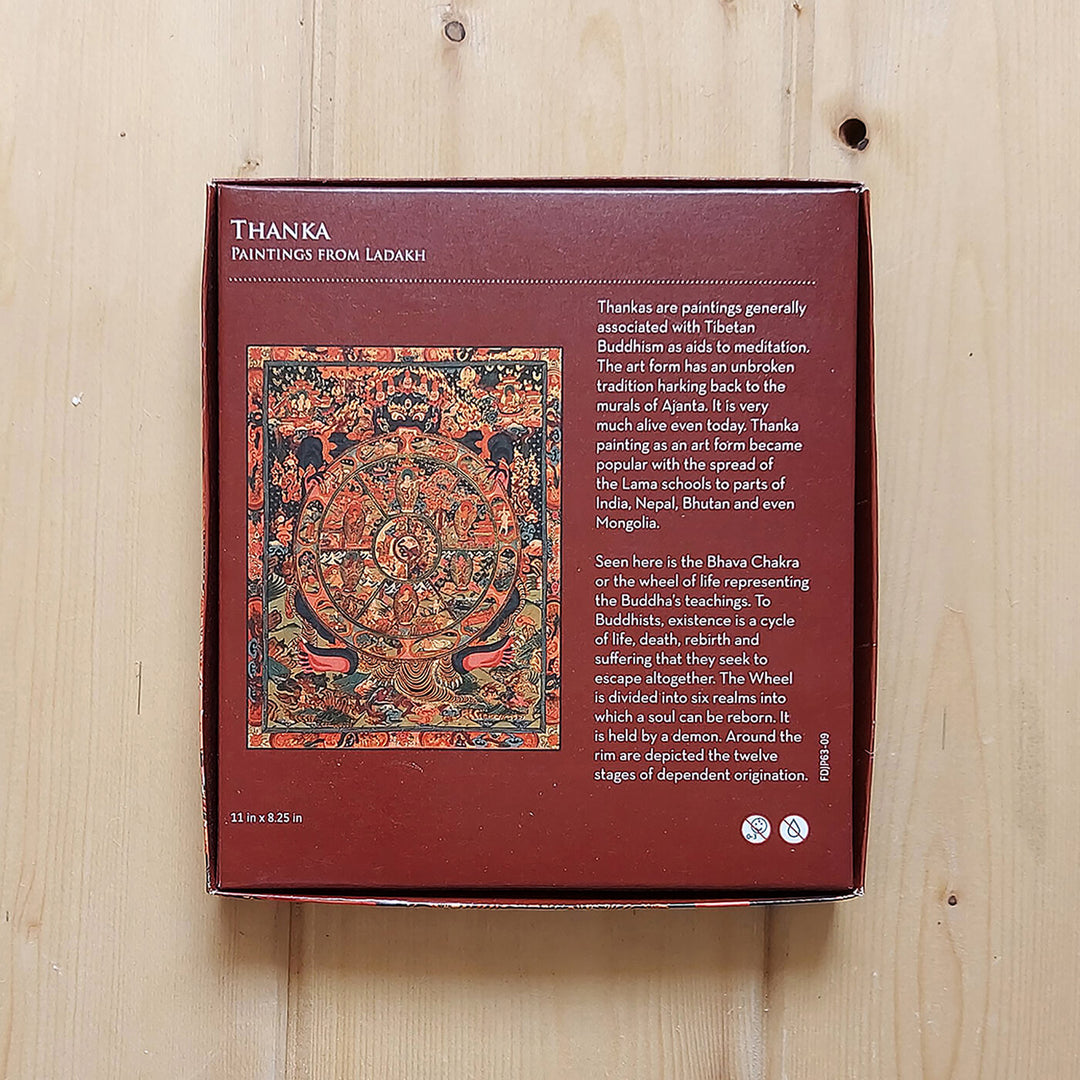 THANKA
PAINTINGS FROM LADAKH
Thankas are paintings generally
associated with Tibetan
Buddhism as aids to meditation.
The art form has an unbroken
tradition harking back to the
murals of Ajanta. It is very
much alive even today. Thanka
painting as an art form became
popular with the spread of
the Lama schools to parts of
India, Nepal, Bhutan and even
Mongolia.
Seen here is the Bhava Chakra
or the wheel of life representing
the Buddha's teachings. To
Buddhists, existence is a cycle
of life, death, rebirth and
suffering that they seek to
escape altogether. The Wheel
is divided into six realms into
which a soul can be reborn. It
is held by a demon. Around the
rim are depicted the twelve
stages of dependent origination.
FDJP63-09
11 in x 8.25 in
0-3